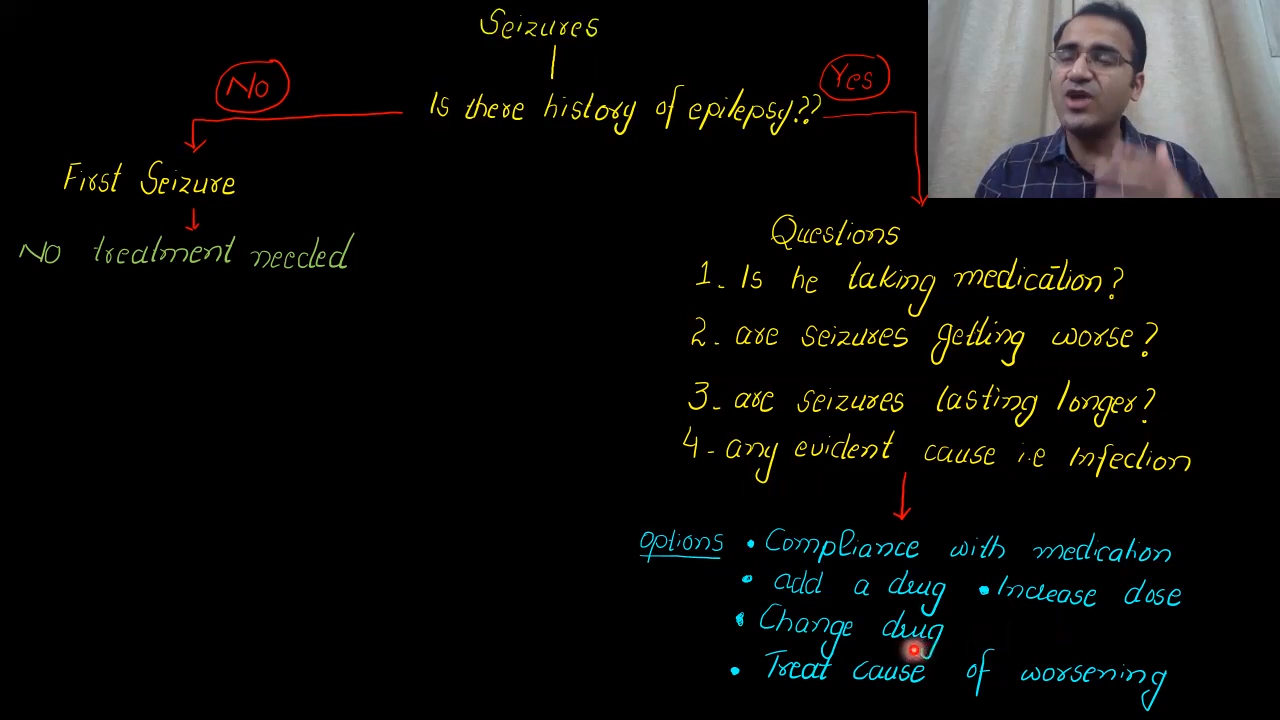 Seizures
Is there history of epilepsy??
No
Yes
First Seizure
No treatment needed
Questions
1. Is he taking medication?
2. are seizures getting worse?
3. are seizures lasting longer?
4. any evident cause i.e Infection
options • Compliance with medication
• add a drug • Increase dose
• Change drug
• Treat cause of worsening